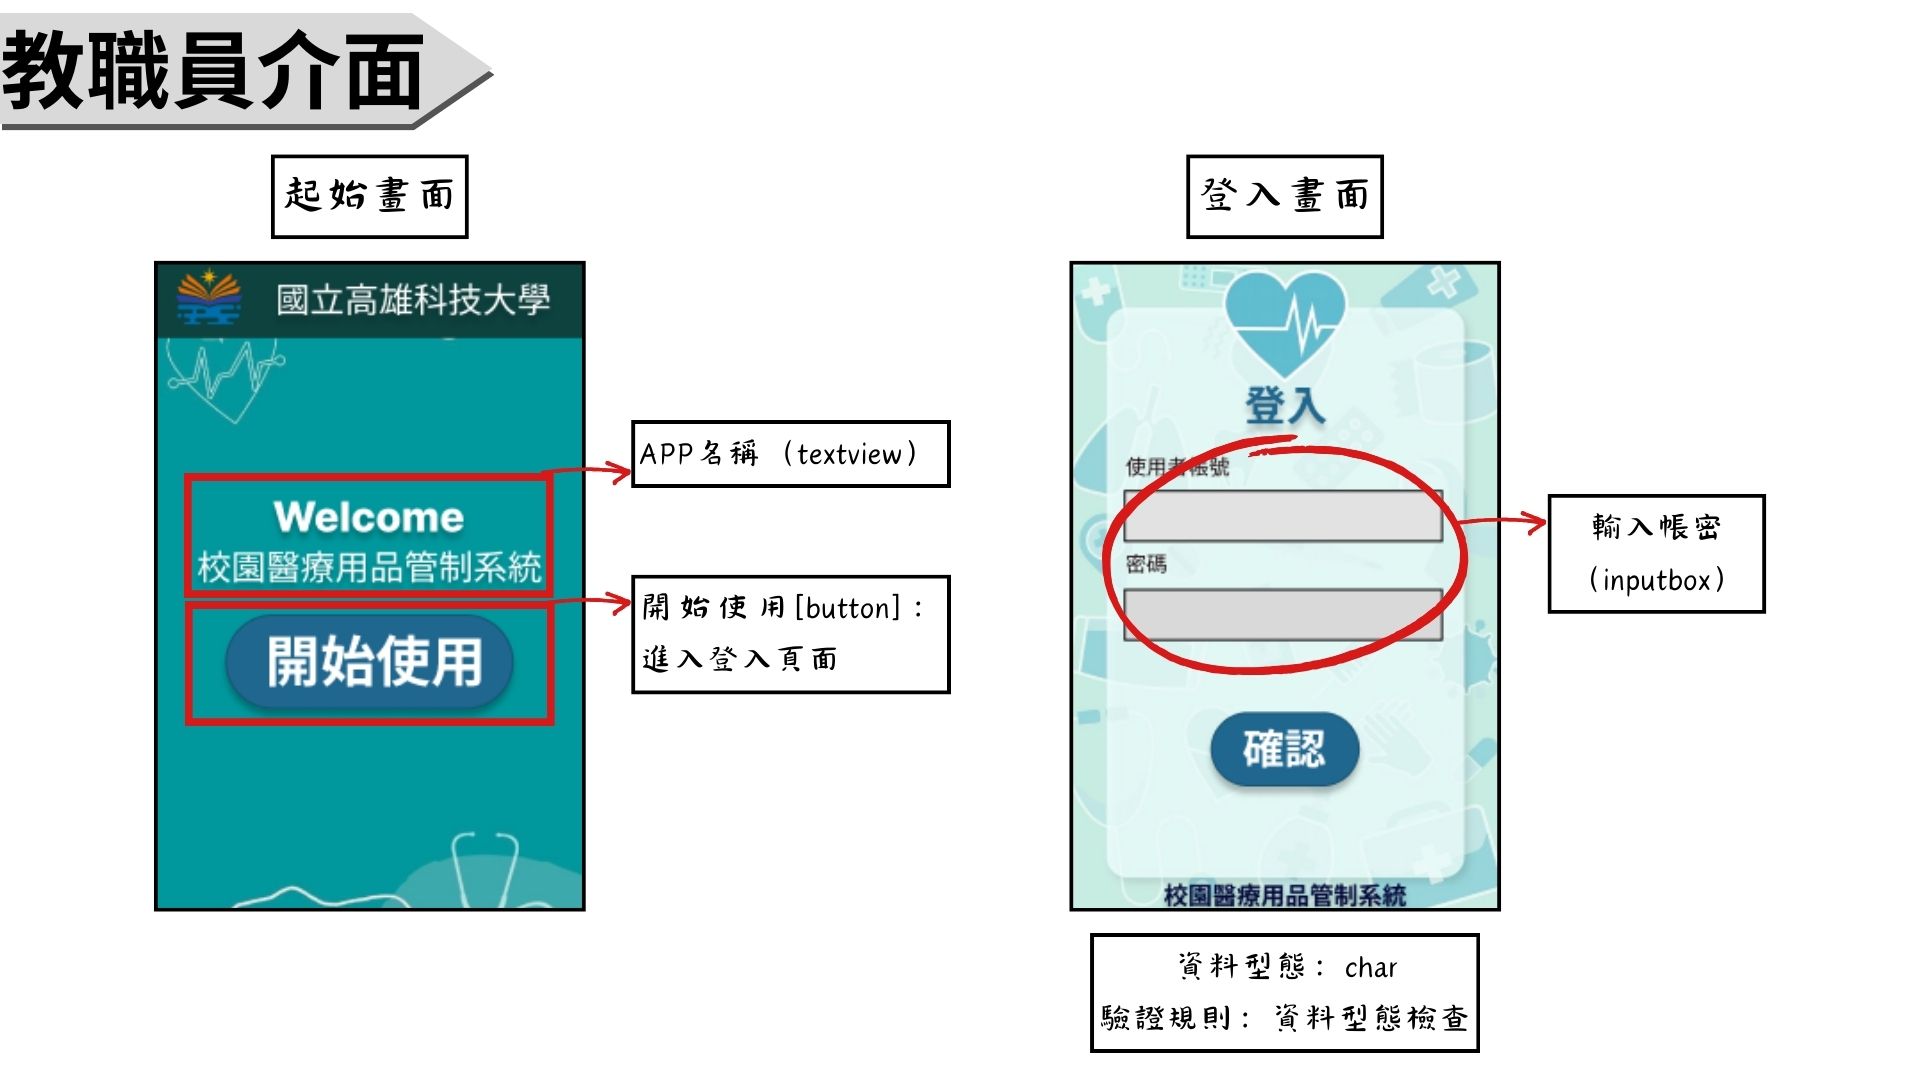 教職員介面
起始畫面
國立高雄科技大學
Welcome
校園醫療用品管制系統
開始使用
APP名稱（textview）
開始使用[button]：
進入登入頁面
登入畫面
登入
使用者帳號
密碼
確認
校園醫療用品管制系統
輸入帳密
（inputbox）
資料型態：char
驗證規則：資料型態檢查